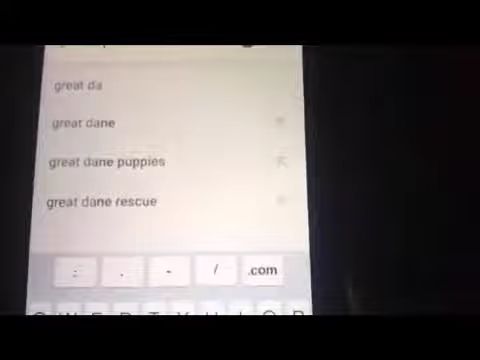 great da
great dane
great dane puppies
great dane rescue
: . - / .com
Q W E R T Y U I O P